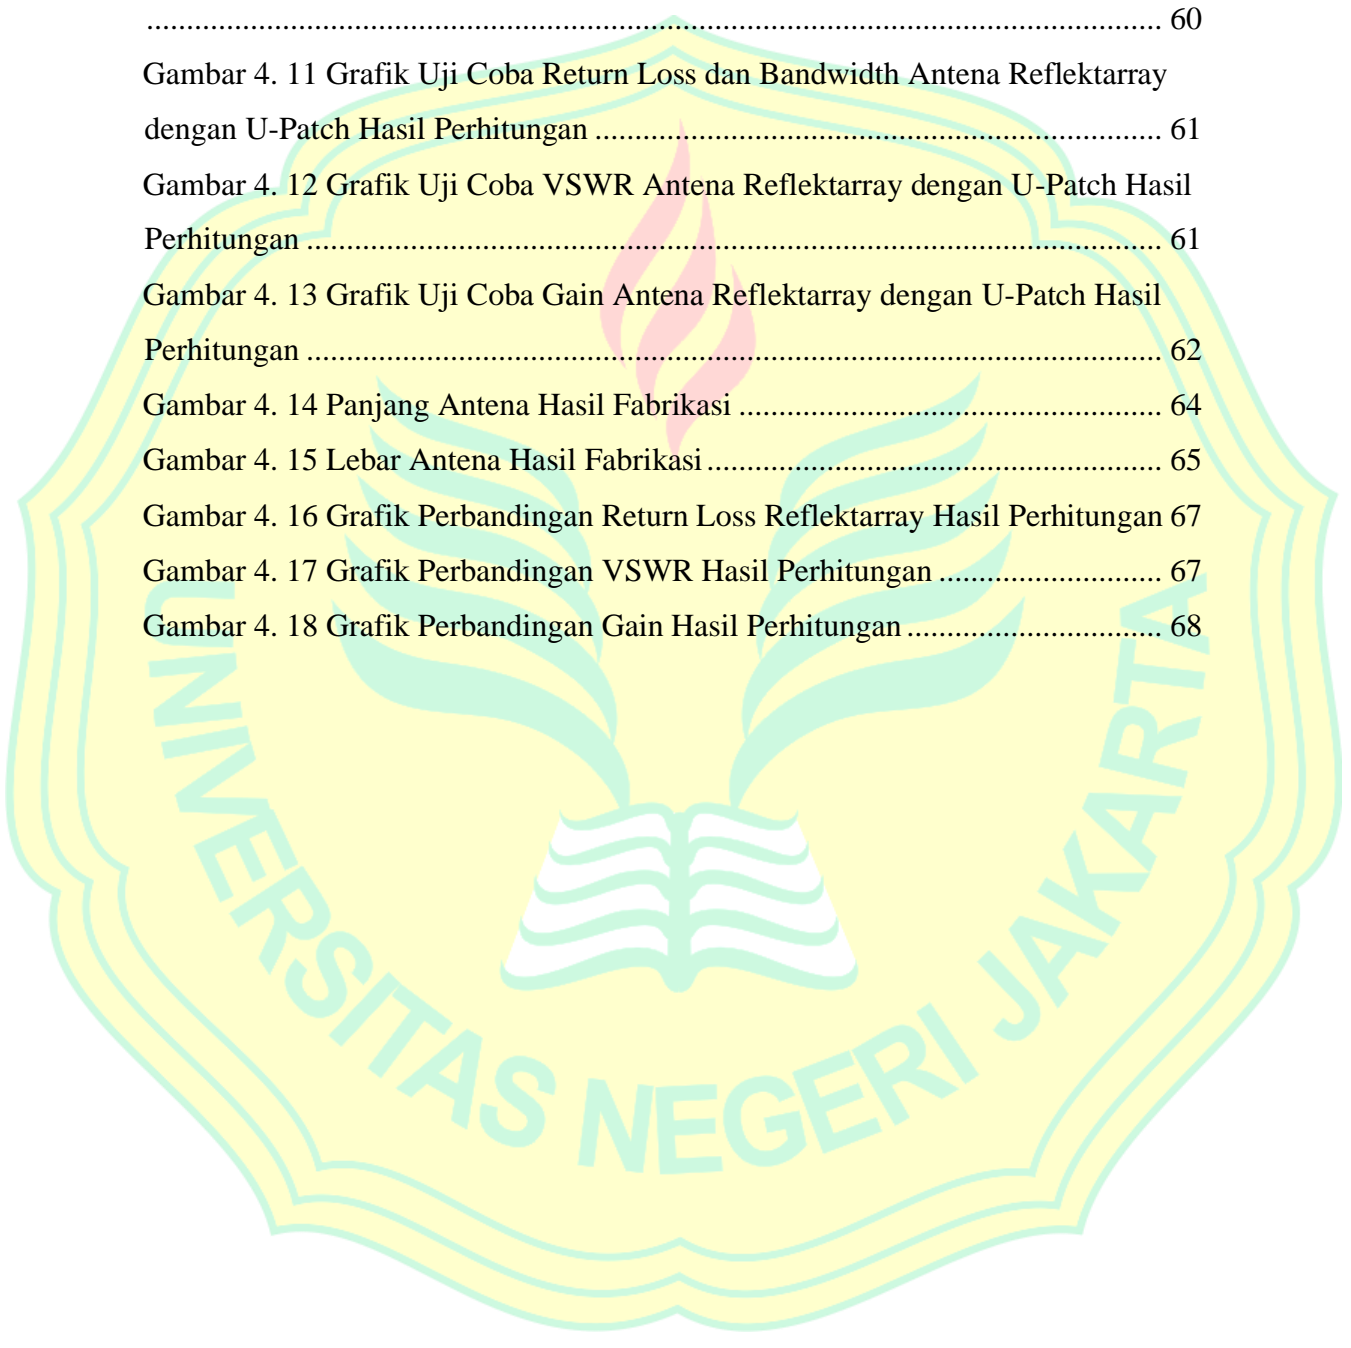 ................................................................................................................................ 60
Gambar 4. 11 Grafik Uji Coba Return Loss dan Bandwidth Antena Reflektarray
dengan U-Patch Hasil Perhitungan ....................................................................... 61
Gambar 4. 12 Grafik Uji Coba VSWR Antena Reflektarray dengan U-Patch Hasil
Perhitungan ........................................................................................................... 61
Gambar 4. 13 Grafik Uji Coba Gain Antena Reflektarray dengan U-Patch Hasil
Perhitungan ........................................................................................................... 62
Gambar 4. 14 Panjang Antena Hasil Fabrikasi ..................................................... 64
Gambar 4. 15 Lebar Antena Hasil Fabrikasi ......................................................... 65
Gambar 4. 16 Grafik Perbandingan Return Loss Reflektarray Hasil Perhitungan 67
Gambar 4. 17 Grafik Perbandingan VSWR Hasil Perhitungan ............................ 67
Gambar 4. 18 Grafik Perbandingan Gain Hasil Perhitungan ................................ 68
UNIVERSITAS NEGERI JAKARTA